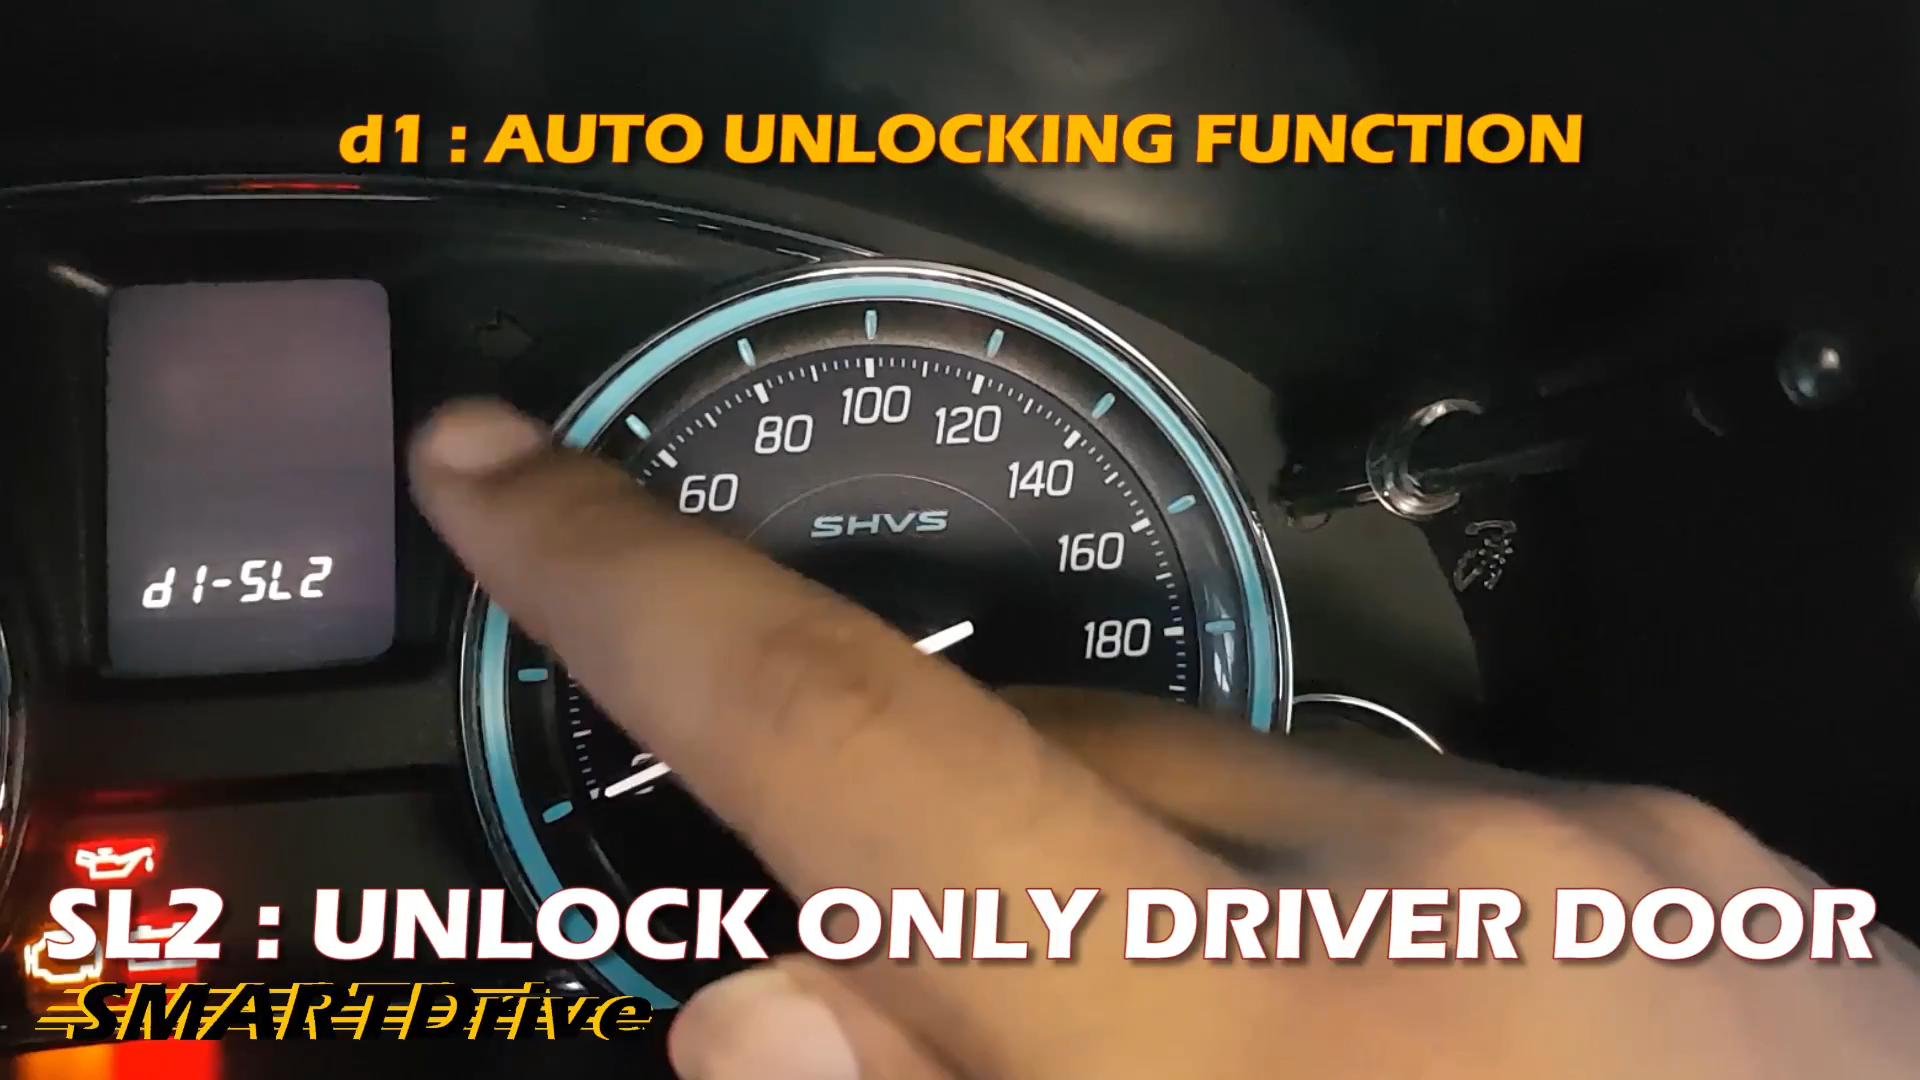 d1 : AUTO UNLOCKING FUNCTION
80
100
120
60
140
SHVS
160
d1-SL2
180
SL2 : UNLOCK ONLY DRIVER DOOR
SMARTDrive